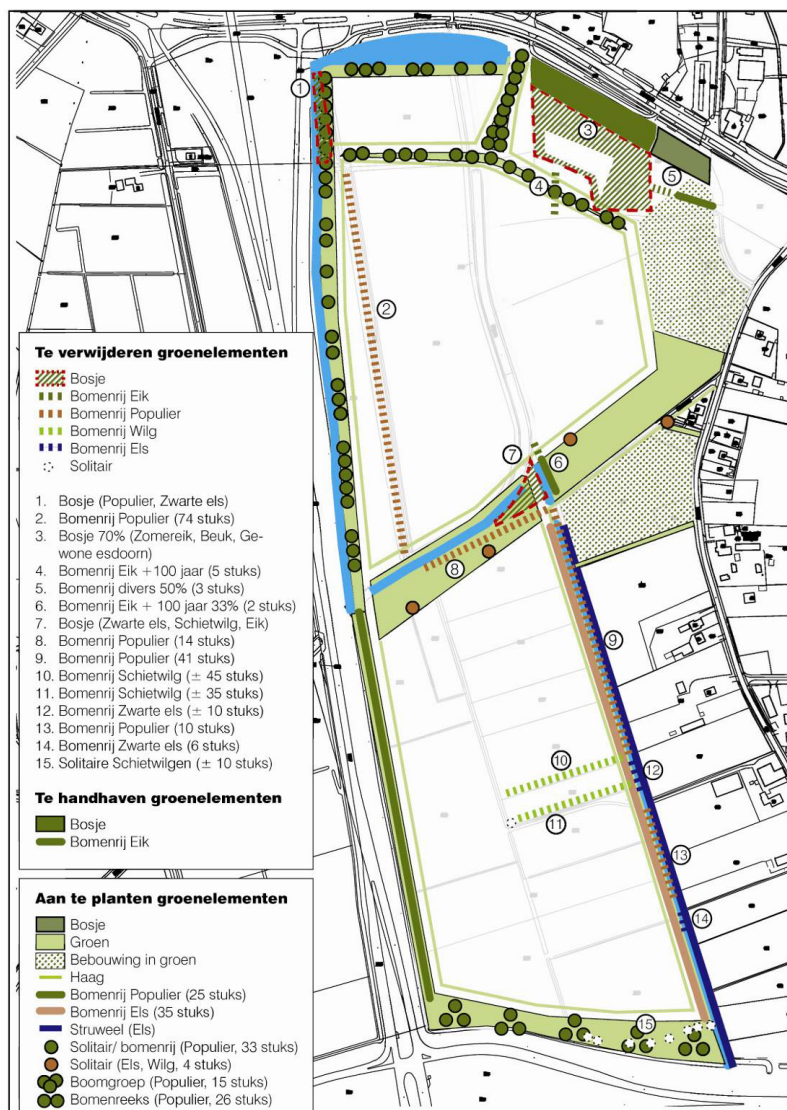 1
3
5
4
2
Te verwijderen groenelementen
Bosje
Bomenrij Eik
Bomenrij Populier
Bomenrij Wilg
Bomenrij Els
Solitair
1. Bosje (Populier, Zwarte els)
2. Bomenrij Populier (74 stuks)
3. Bosje 70% (Zomereik, Beuk, Ge-
wone esdoorn)
4. Bomenrij Eik +100 jaar (5 stuks)
5. Bomenrij divers 50% (3 stuks)
6. Bomenrij Eik + 100 jaar 33% (2 stuks)
7. Bosje (Zwarte els, Schietwilg, Eik)
8. Bomenrij Populier (14 stuks)
9. Bomenrij Populier (41 stuks)
10. Bomenrij Schietwilg (± 45 stuks)
11. Bomenrij Schietwilg (± 35 stuks)
12. Bomenrij Zwarte els (± 10 stuks)
13. Bomenrij Populier (10 stuks)
14. Bomenrij Zwarte els (6 stuks)
15. Solitaire Schietwilgen (± 10 stuks)
Te handhaven groenelementen
Bosje
Bomenrij Eik
7
6
8
9
10
12
11
13
14
15
Aan te planten groenelementen
Bosje
Groen
Bebouwing in groen
Haag
Bomenrij Populier (25 stuks)
Bomenrij Els (35 stuks)
Struweel (Els)
Solitair/ bomenrij (Populier, 33 stuks)
Solitair (Els, Wilg, 4 stuks)
Boomgroep (Populier, 15 stuks)
Bomenreeks (Populier, 26 stuks)